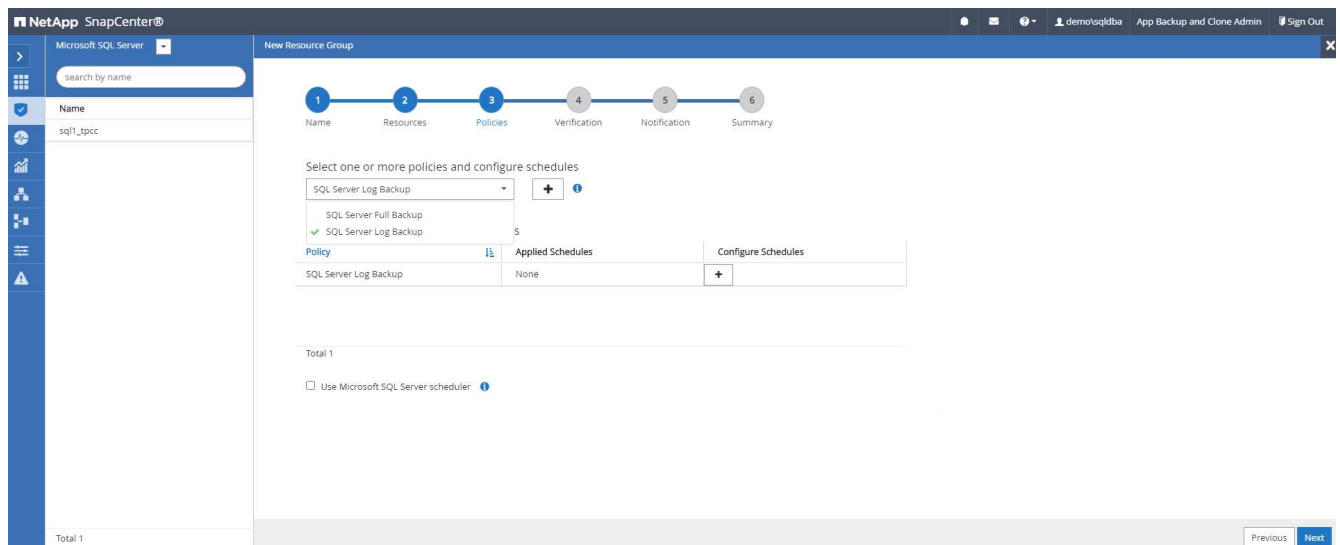 NetApp SnapCenter®
demo\sqldba App Backup and Clone Admin Sign Out
Microsoft SQL Server
New Resource Group
search by name
Name
sql1_tpcc
1 2 3 4 5 6
Name Resources Policies Verification Notification Summary
Select one or more policies and configure schedules
SQL Server Log Backup
SQL Server Full Backup
SQL Server Log Backup
s
Policy Applied Schedules Configure Schedules
SQL Server Log Backup None
Total 1
Use Microsoft SQL Server scheduler
Total 1
Previous Next